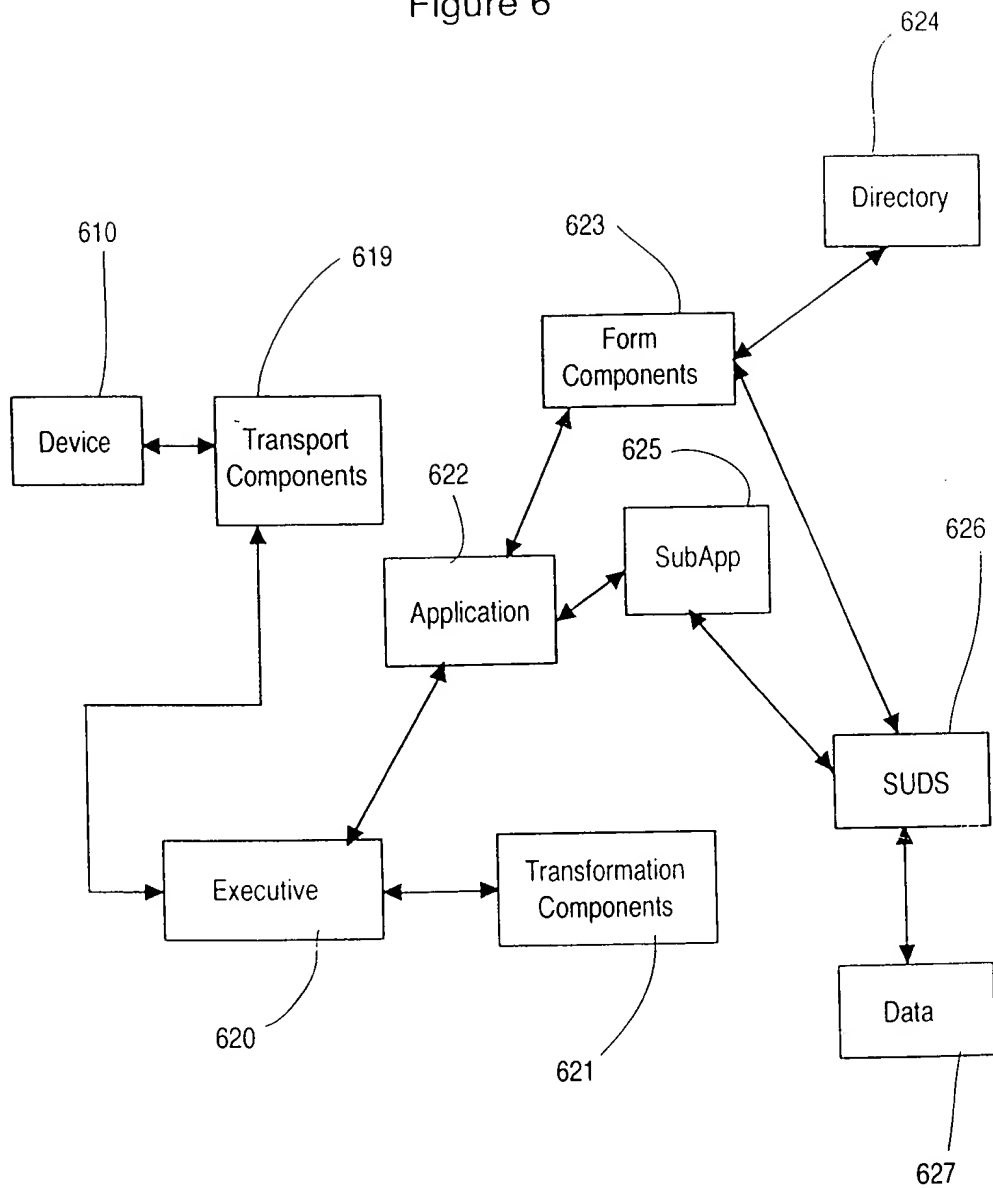 Figure 6
624
Directory
623
610
619
Form
Components
Device
Transport
Components
625
622
SubApp
626
Application
SUDS
Executive
Transformation
Components
Data
620
621
627